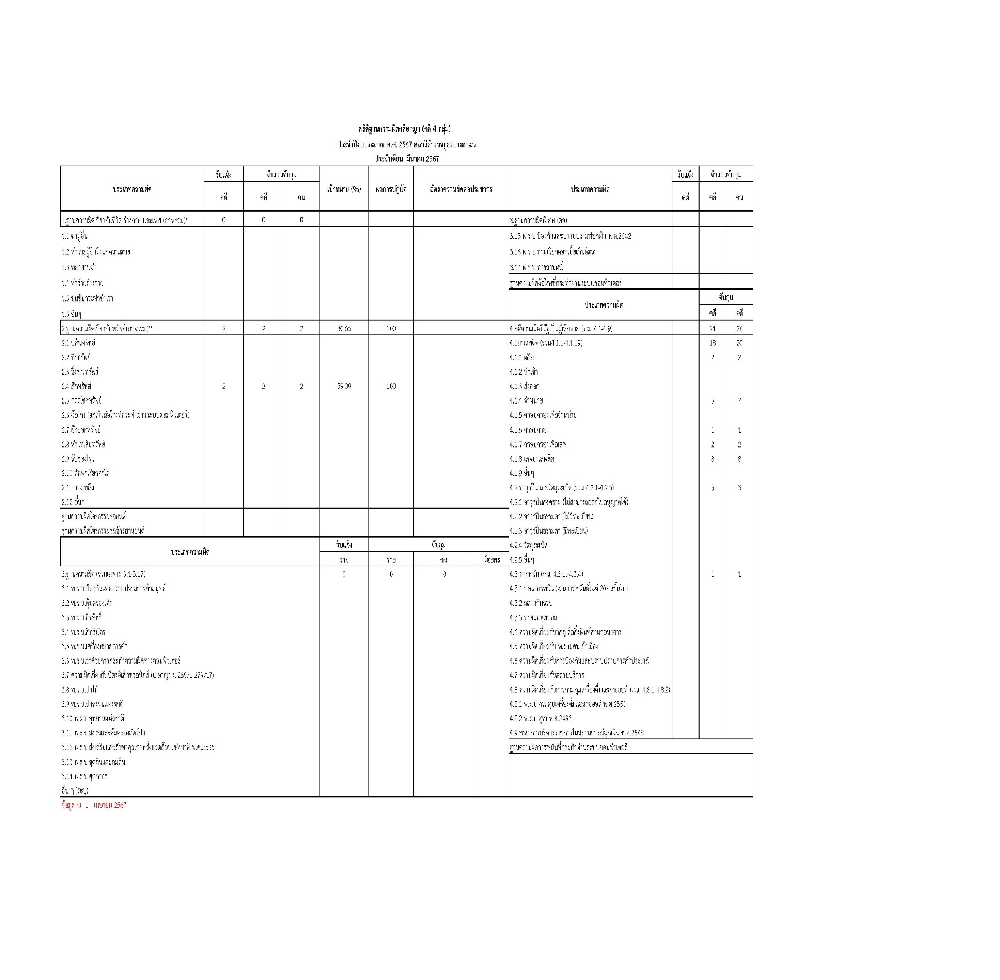 สถิติฐานความผิดคดีอาญา (คดี 4 กลุ่ม)
ประจำปีงบประมาณ พ.ศ. 2567 สถานีตำรวจภูธรบางตาเถร
ประจำเดือน มีนาคม 2567
ประเภทความผิด รับแจ้ง จำนวนจับกุม เป้าหมาย (%) ผลการปฏิบัติ อัตราความผิดต่อประชากร
คดี คดี คน
1.ฐานความผิดเกี่ยวกับชีวิต ร่างกาย และเพศ (ภาพรวม)* 0 0 0
1.1 ฆ่าผู้อื่น
1.2 ทำร้ายผู้อื่นถึงแก่ความตาย
1.3 พยายามฆ่า
1.4 ทำร้ายร่างกาย
1.5 ข่มขืนกระทำชำเรา
1.6 อื่นๆ
2.ฐานความผิดเกี่ยวกับทรัพย์(ภาพรวม)** 2 2 2 80.65 100
2.1 ปล้นทรัพย์
2.2 ชิงทรัพย์
2.3 วิ่งราวทรัพย์
2.4 ลักทรัพย์ 2 2 2 59.09 100
2.5 กรรโชกทรัพย์
2.6 ฉ้อโกง (ยกเว้นฉ้อโกงที่กระทำผ่านระบบคอมพิวเตอร์)
2.7 ยักยอกทรัพย์
2.8 ทำให้เสียทรัพย์
2.9 รับของโจร
2.10 ลักพาเรียกค่าไถ่
2.11 วางเพลิง
2.12 อื่นๆ
ฐานความผิดโจรกรรมรถยนต์
ฐานความผิดโจรกรรมรถจักรยานยนต์
ประเภทความผิด รับแจ้ง จับกุม
ราย ราย คน ร้อยละ
3.ฐานความผิด (รวมเฉพาะ 3.1-3.17) 0 0 0
3.1 พ.ร.บ.ป้องกันและปราบปรามการค้ามนุษย์
3.2 พ.ร.บ.คุ้มครองเด็ก
3.3 พ.ร.บ.ลิขสิทธิ์
3.4 พ.ร.บ.สิทธิบัตร
3.5 พ.ร.บ.เครื่องหมายการค้า
3.6 พ.ร.บ.ว่าด้วยการกระทำความผิดทางคอมพิวเตอร์
3.7 ความผิดเกี่ยวกับบัตรอิเล็กทรอนิกส์ (ป.อาญา ม.269/1-279/17)
3.8 พ.ร.บ.ป่าไม้
3.9 พ.ร.บ.ป่าสงวนแห่งชาติ
3.10 พ.ร.บ.อุทยานแห่งชาติ
3.11 พ.ร.บ.สงวนและคุ้มครองสัตว์ป่า
3.12 พ.ร.บ.ส่งเสริมและรักษาคุณภาพสิ่งแวดล้อมแห่งชาติ พ.ศ.2535
3.13 พ.ร.บ.ขุดดินและถมดิน
3.14 พ.ร.บ.ศุลกากร
อื่น ๆ (ระบุ)
ข้อมูล ณ 1 เมษายน 2567
ประเภทความผิด รับแจ้ง จำนวนจับกุม
คดี คดี คน
3.ฐานความผิดพิเศษ (ต่อ)
3.15 พ.ร.บ.ป้องกันและปราบปรามฟอกเงิน พ.ศ.2542
3.16 พ.ร.บ.ห้ามเรียกดอกเบี้ยเกินอัตรา
3.17 พ.ร.บ.ทวงถามหนี้
ฐานความผิดฉ้อโกงที่กระทำผ่านระบบคอมพิวเตอร์
ประเภทความผิด จับกุม
คดี คดี
4.คดีความผิดที่รัฐเป็นผู้เสียหาย (รวม 4.1-4.9) 24 26
4.1ยาเสพติด (รวม4.1.1-4.1.19) 18 20
4.1.1 ผลิต 2 2
4.1.2 นำเข้า
4.1.3 ส่งออก
4.1.4 จำหน่าย 5 7
4.1.5 ครอบครองเพื่อจำหน่าย
4.1.6 ครอบครอง 1 1
4.1.7 ครอบครองเพื่อเสพ 2 2
4.1.8 เสพยาเสพติด 8 8
4.1.9 อื่นๆ
4.2 อาวุธปืนและวัตถุระเบิด (รวม 4.2.1-4.2.5) 3 3
4.2.1 อาวุธปืนสงคราม (ไม่สามารถออกใบอนุญาตได้)
4.2.2 อาวุธปืนธรรมดา (ไม่มีทะเบียน)
4.2.3 อาวุธปืนธรรมดา (มีทะเบียน)
4.2.4 วัตถุระเบิด
4.2.5 อื่นๆ
4.3 การพนัน (รวม 4.3.1.-4.3.4) 1 1
4.3.1 บ่อนการพนัน (เล่นการพนันตั้งแต่ 20คนขึ้นไป)
4.3.2 สลากกินรวบ
4.3.3 ทายผลฟุตบอล
4.4 ความผิดเกี่ยวกับวัสดุ สื่อสิ่งพิมพ์ลามกอนาจาร
4.5 ความผิดเกี่ยวกับ พ.ร.บ.คนเข้าเมือง
4.6 ความผิดเกี่ยวกับการป้องกันและปราบปราบการค้าประเวณี
4.7 ความผิดเกี่ยวกับสถานบริการ
4.8 ความผิดเกี่ยวกับการควบคุมเครื่องดื่มแอลกอฮอล์ (รวม 4.8.1-4.8.2)
4.8.1 พ.ร.บ.ควบคุมเครื่องดื่มแอลกอฮอล์ พ.ศ.2551
4.8.2 พ.ร.บ.สุรา พ.ศ.2493
4.9 พรก.การบริหารราชการในสถานการณ์ฉุกเฉิน พ.ศ.2548
ฐานความผิดการพนันที่กระทำผ่านระบบคอมพิวเตอร์